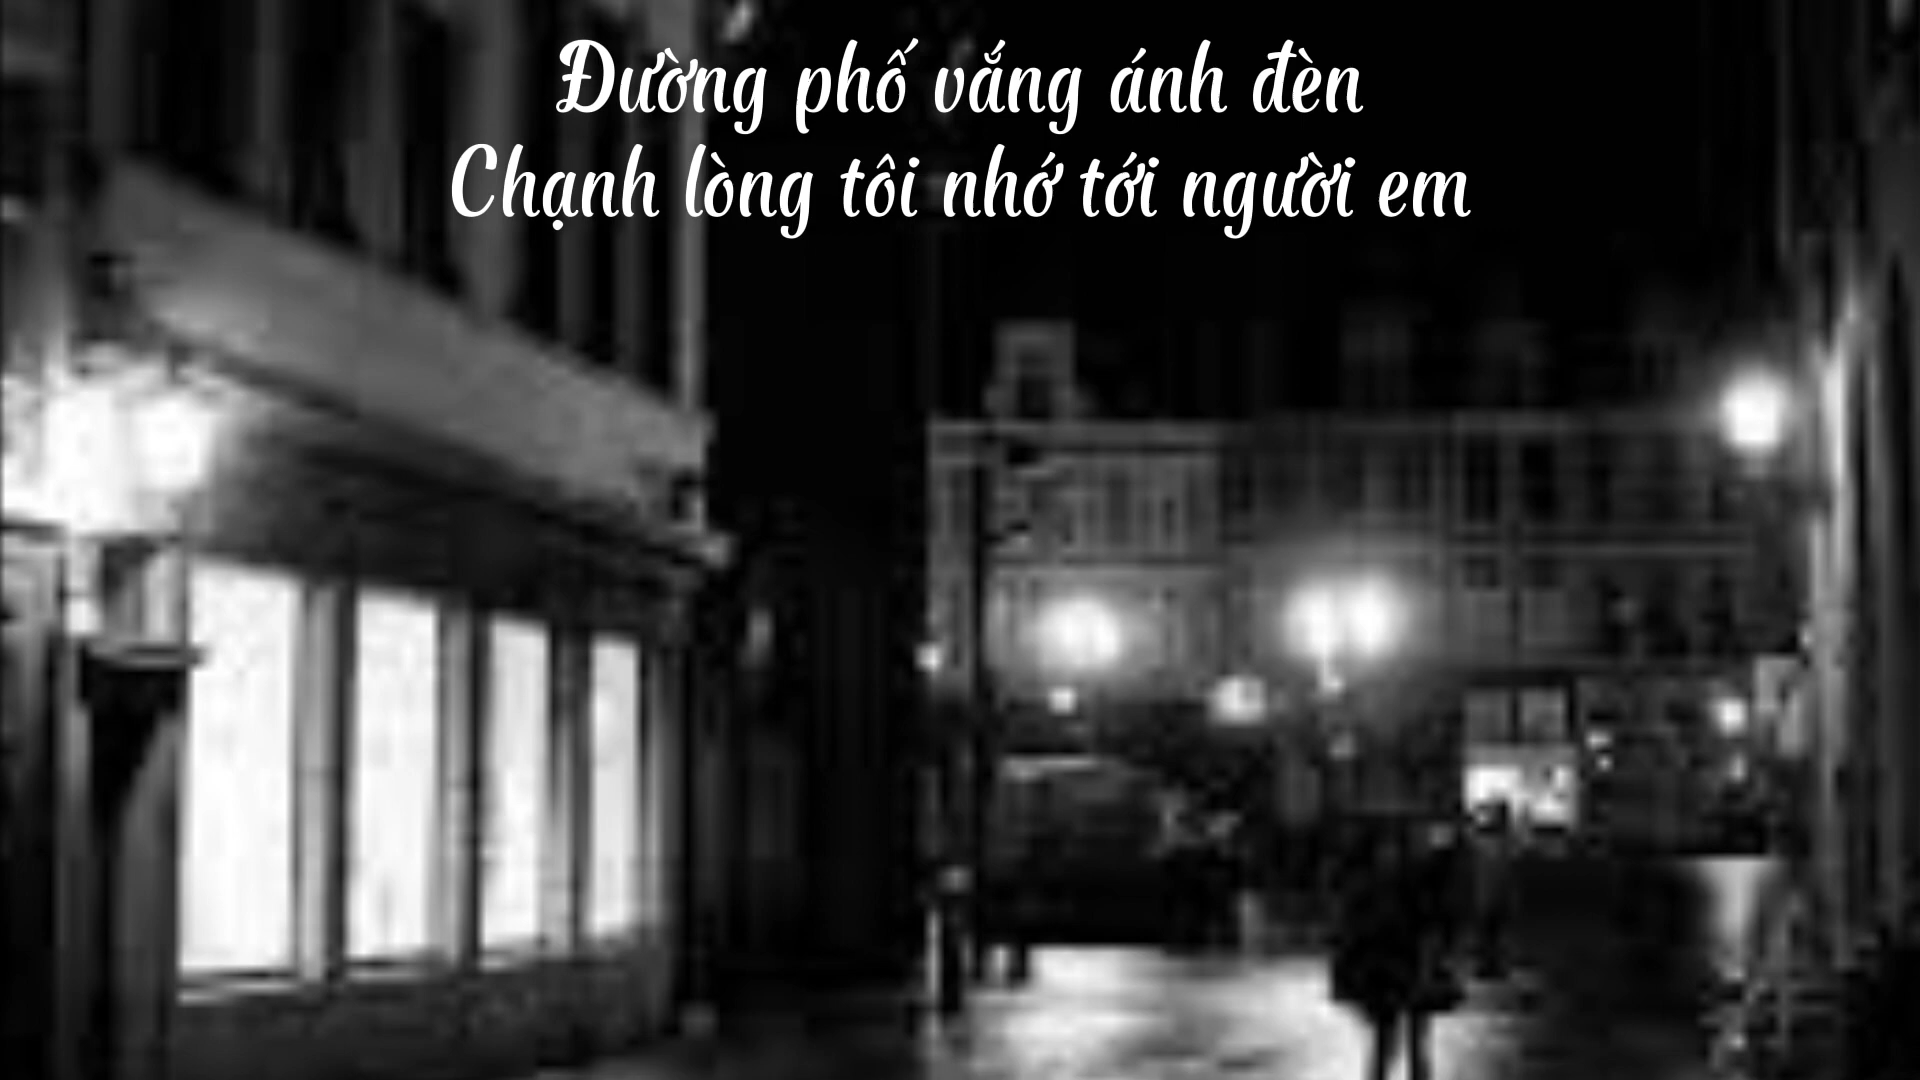 Đường phố vắng ánh đèn
Chạnh lòng tôi nhớ tới người em